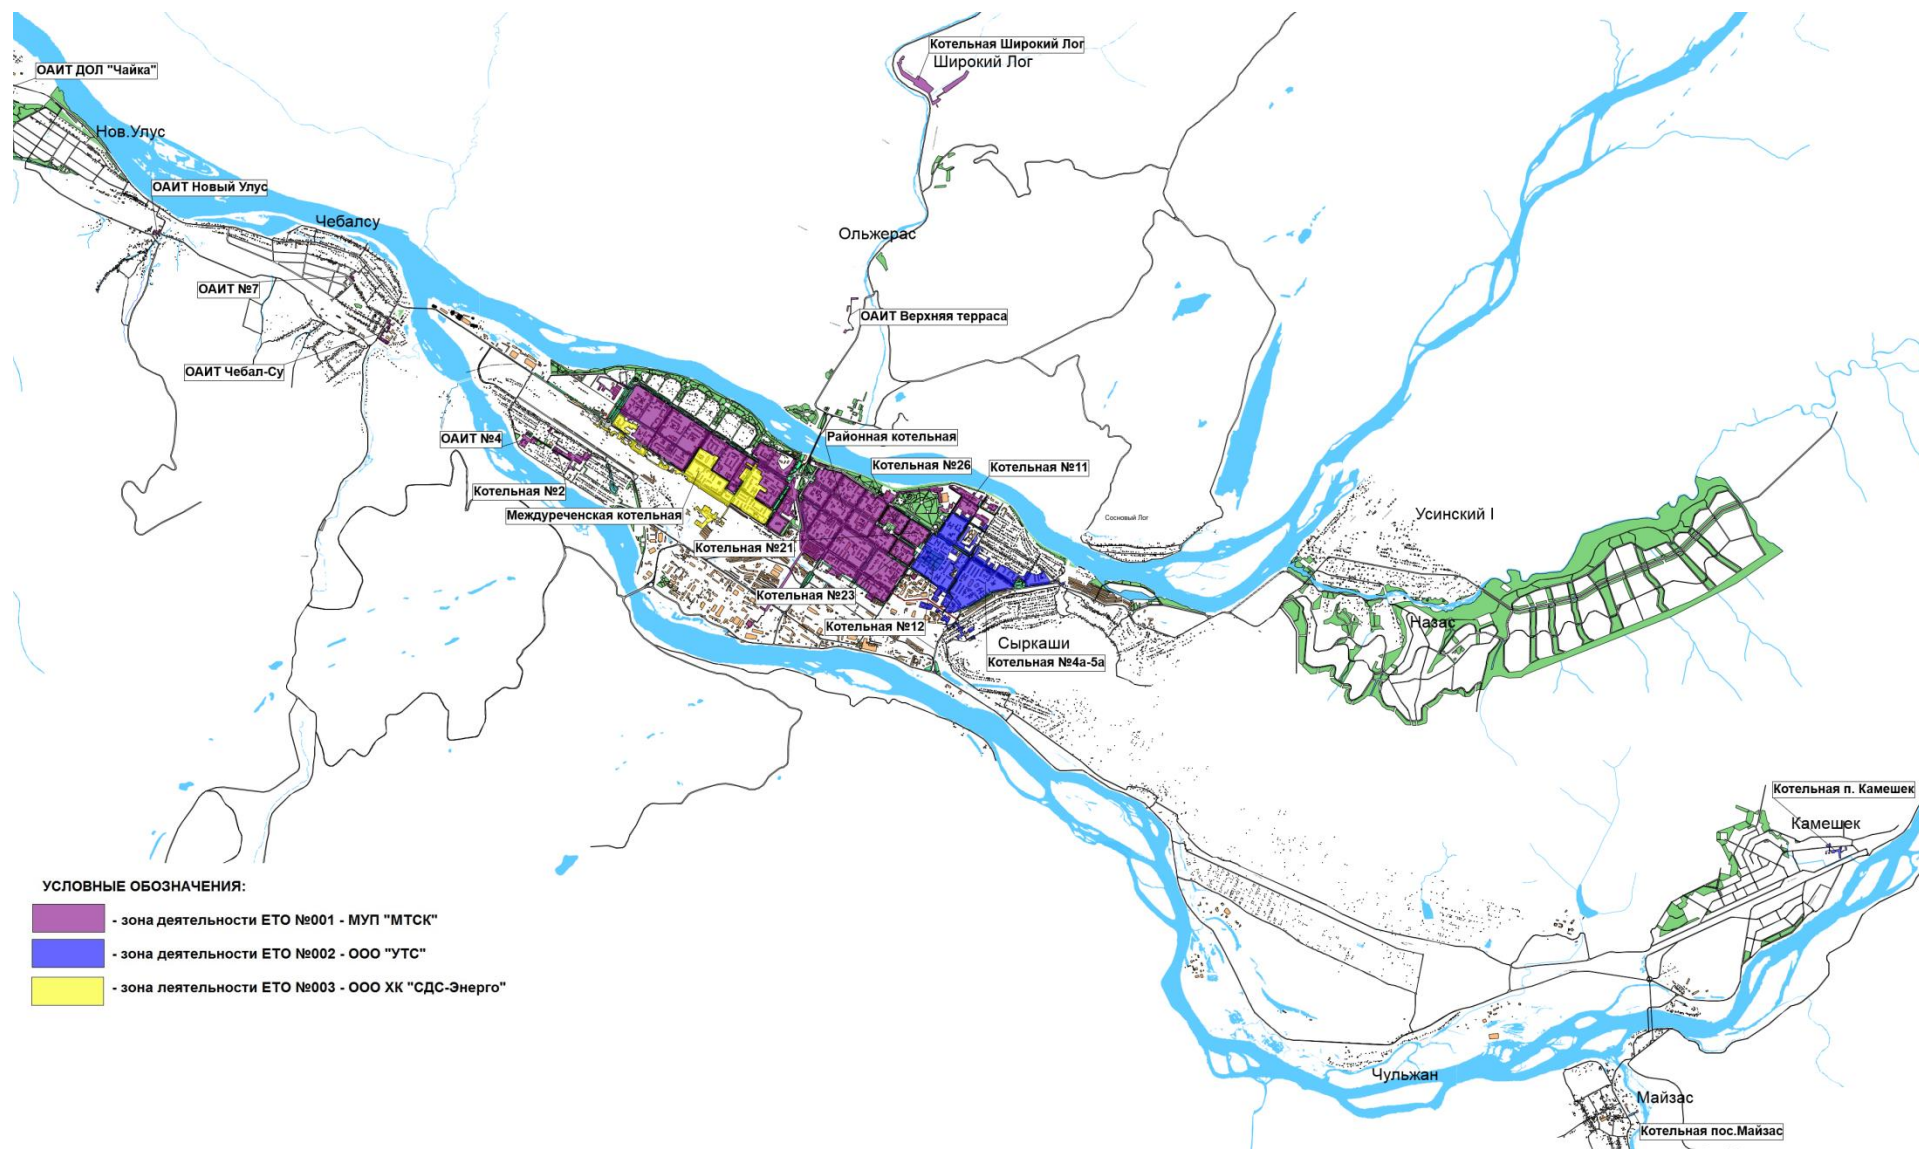 Котельная Широкий Лог
Широкий Лог
ОАИТ ДОЛ "Чайка"
Нов.Улус
ОАИТ Новый Улус
Чебалсу
Ольжерас
ОАИТ №7
ОАИТ Верхняя терраса
ОАИТ Чебал-Су
ОАИТ №4
Районная котельная
Котельная №26
Котельная №11
Котельная №2
Междуреченская котельная
Сосновый Лог
Усинский I
Котельная №21
Котельная №23
Котельная №12
Назас
Сыркаши
Котельная №4а-5а
Котельная п. Камешек
Камешек
УСЛОВНЫЕ ОБОЗНАЧЕНИЯ:
- зона деятельности ЕТО №001 - МУП "МТСК"
- зона деятельности ЕТО №002 - ООО "УТС"
- зона леятельности ЕТО №003 - ООО ХК "СДС-Энерго"
Чульжан
Майзас
Котельная пос.Майзас